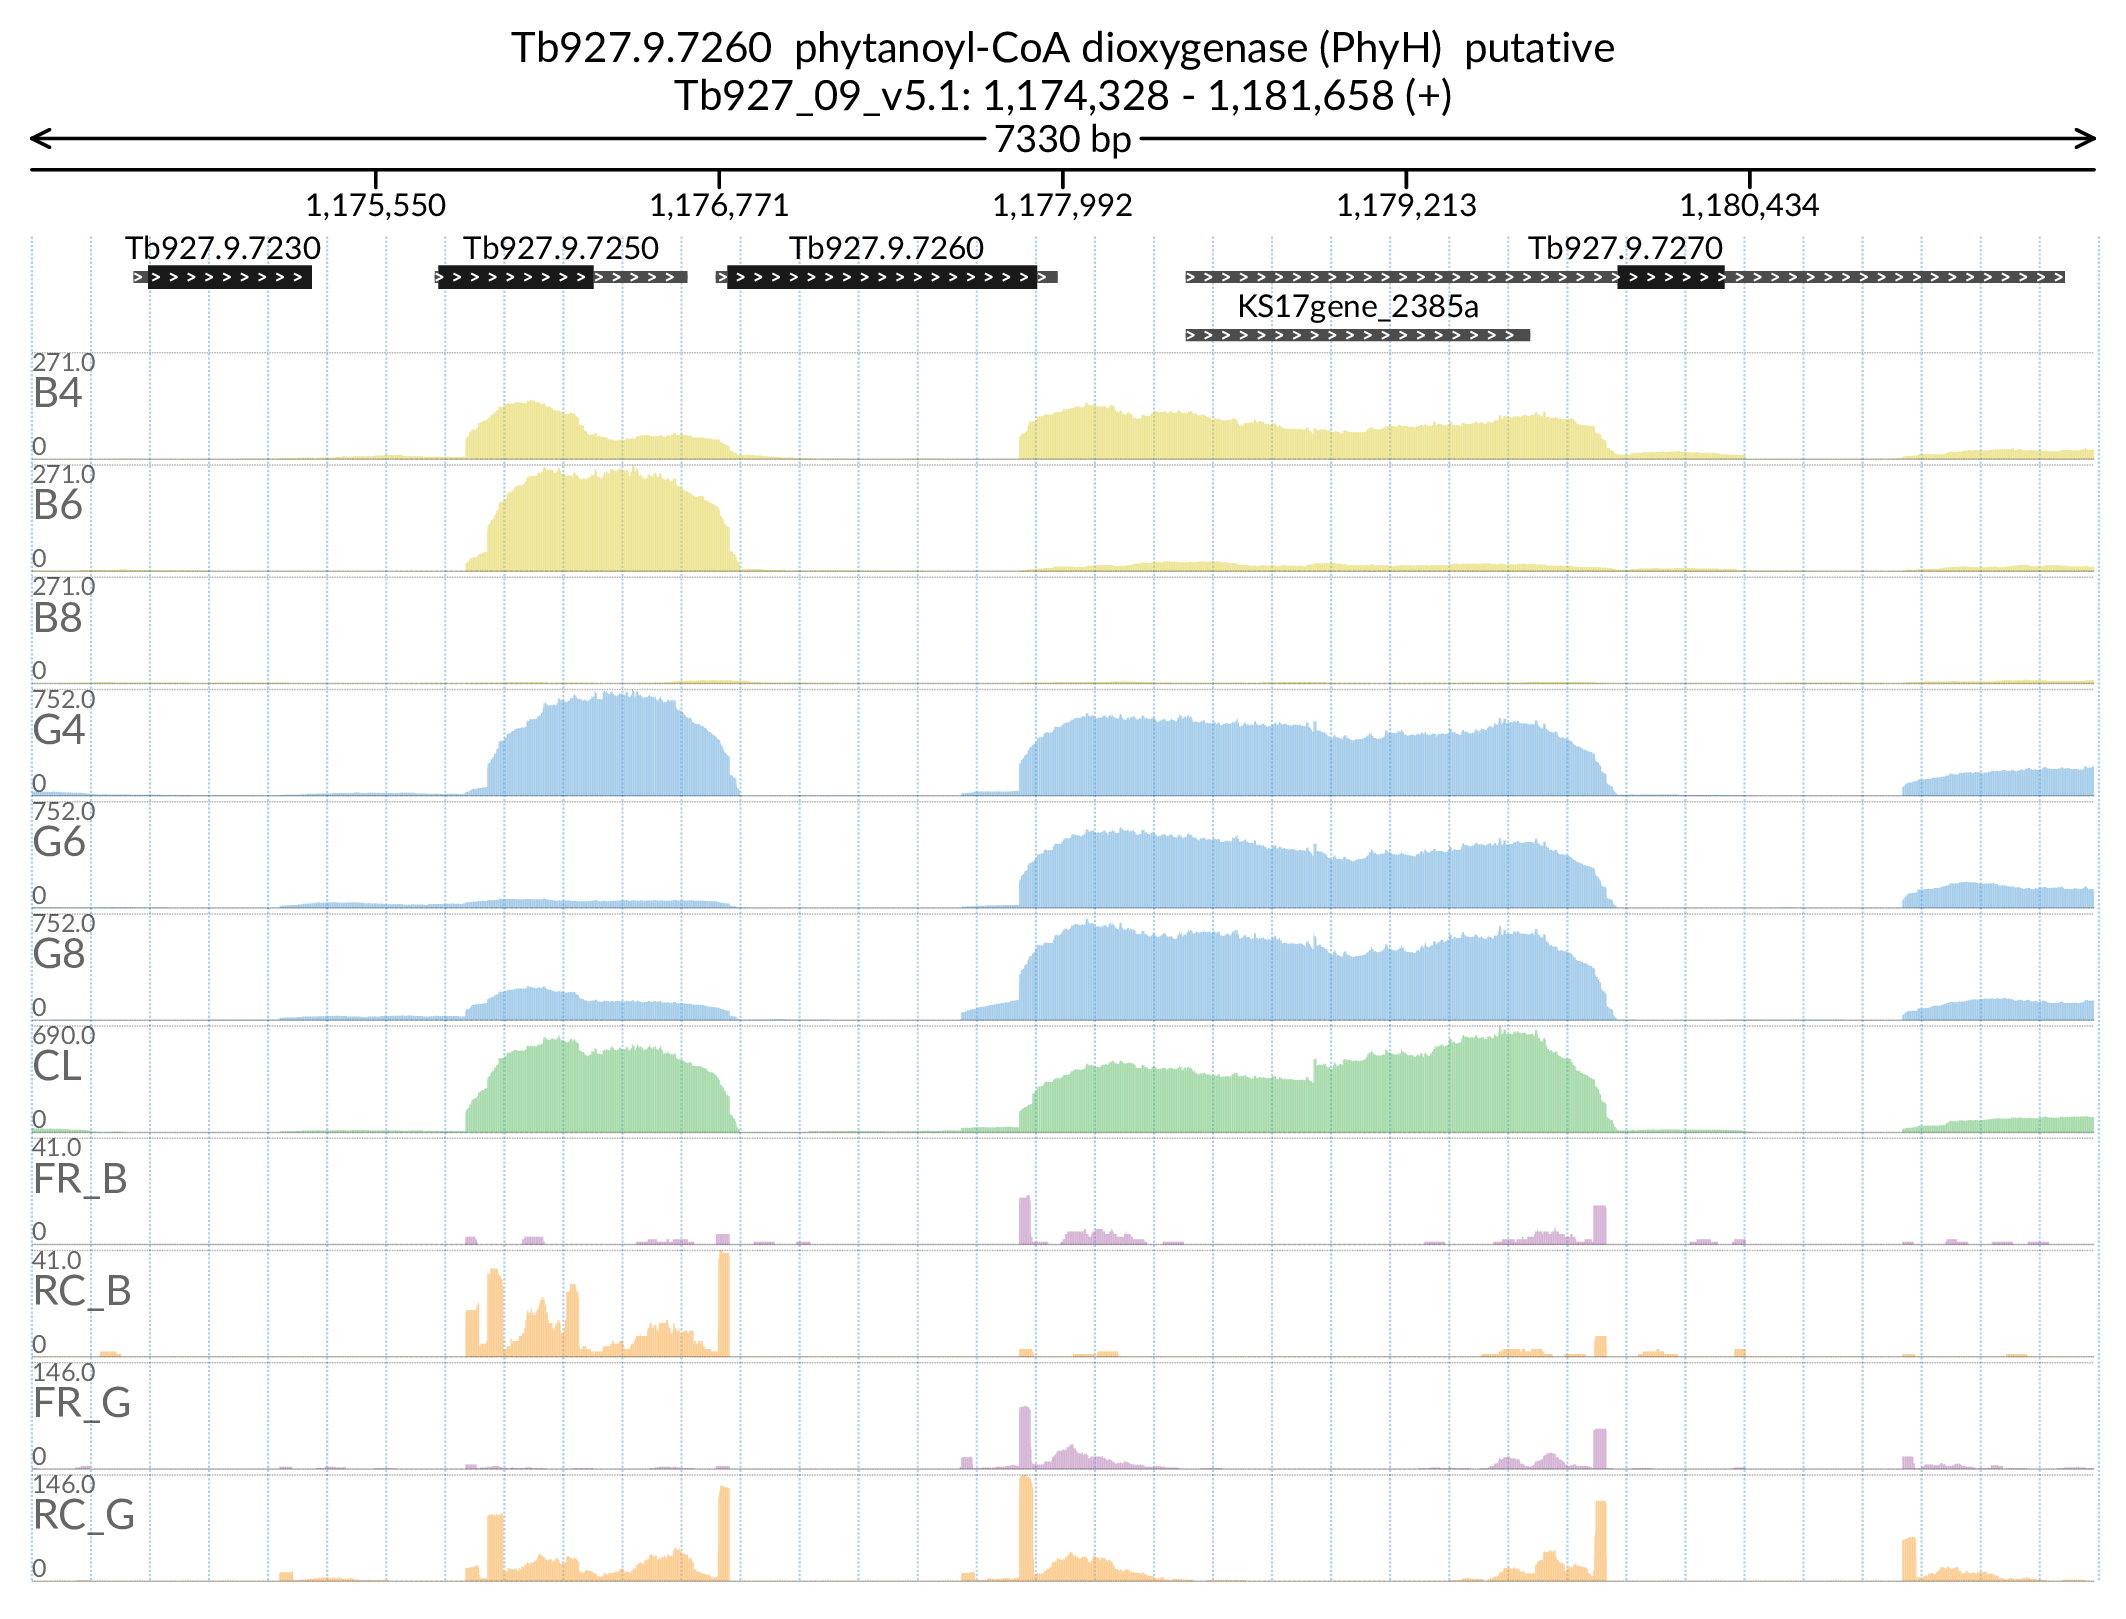 Tb927.9.7260 phytanoyl-CoA dioxygenase (PhyH) putative
Tb927_09_v5.1: 1,174,328 - 1,181,658 (+)
7330 bp
1,175,550 1,176,771 1,177,992 1,179,213 1,180,434
Tb927.9.7230 Tb927.9.7250 Tb927.9.7260 Tb927.9.7270
KS17gene_2385a
271.0
B4
0
271.0
B6
0
271.0
B8
0
752.0
G4
0
752.0
G6
0
752.0
G8
0
690.0
CL
0
41.0
FR_B
0
41.0
RC_B
0
146.0
FR_G
0
146.0
RC_G
0